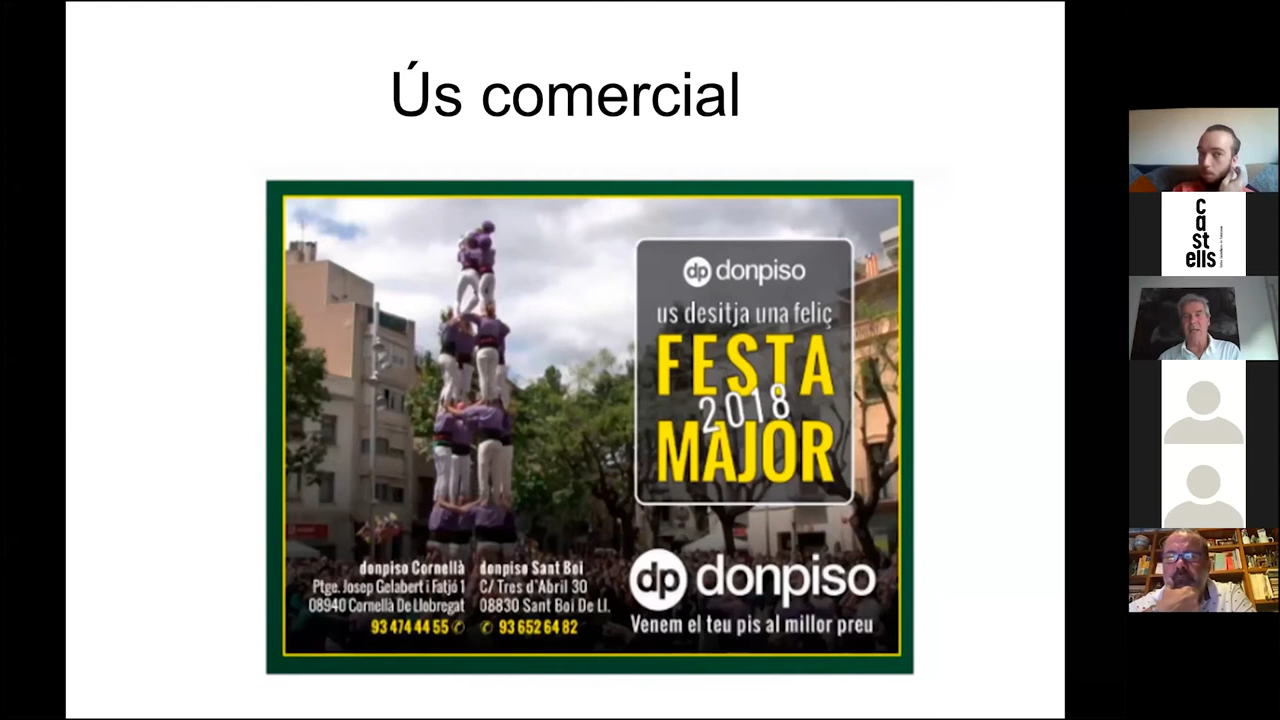 Ús comercial
dp donpiso
us desitja una feliç
FESTA
2018
MAJOR
donpiso Cornellà
Ptge. Josep Gelabert i Fatjó 1
08940 Cornellà De Llobregat
93 474 44 55
donpiso Sant Boi
C/ Tres d'Abril 30
08830 Sant Boi De Ll.
93 652 64 82
dp donpiso
Venem el teu pis al millor preu
c
a
st
ells